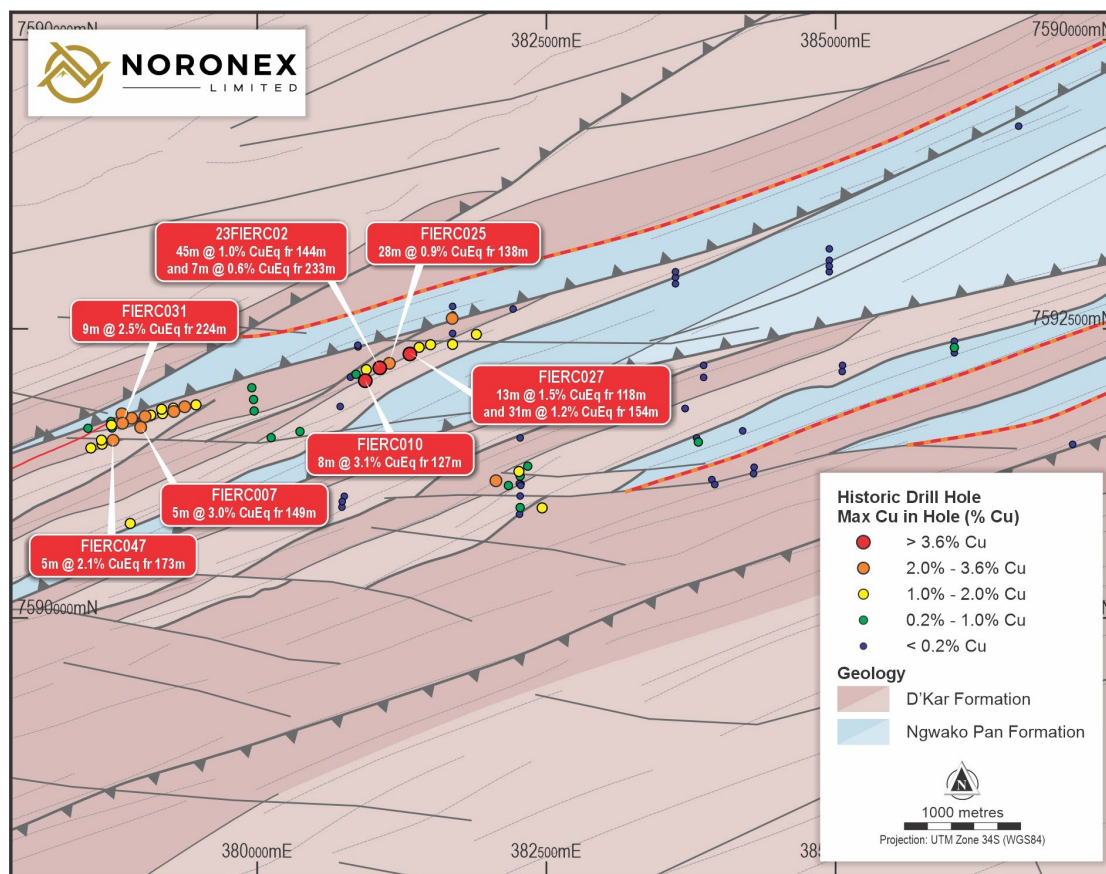 7590000mN
382500mE
385000mE
7590000mN
NORONEX
LIMITED
23FIERC02
45m @ 1.0% CuEq fr 144m
and 7m @ 0.6% CuEq fr 233m
FIERC025
28m @ 0.9% CuEq fr 138m
FIERC031
9m @ 2.5% CuEq fr 224m
7592500mN
FIERC027
13m @ 1.5% CuEq fr 118m
and 31m @ 1.2% CuEq fr 154m
FIERC010
8m @ 3.1% CuEq fr 127m
FIERC007
5m @ 3.0% CuEq fr 149m
FIERC047
5m @ 2.1% CuEq fr 173m
7590000mN
Historic Drill Hole
Max Cu in Hole (% Cu)
> 3.6% Cu
2.0% - 3.6% Cu
1.0% - 2.0% Cu
0.2% - 1.0% Cu
< 0.2% Cu
Geology
D'Kar Formation
Ngwako Pan Formation
N
1000 metres
Projection: UTM Zone 34S (WGS84)
380000mE
382500mE